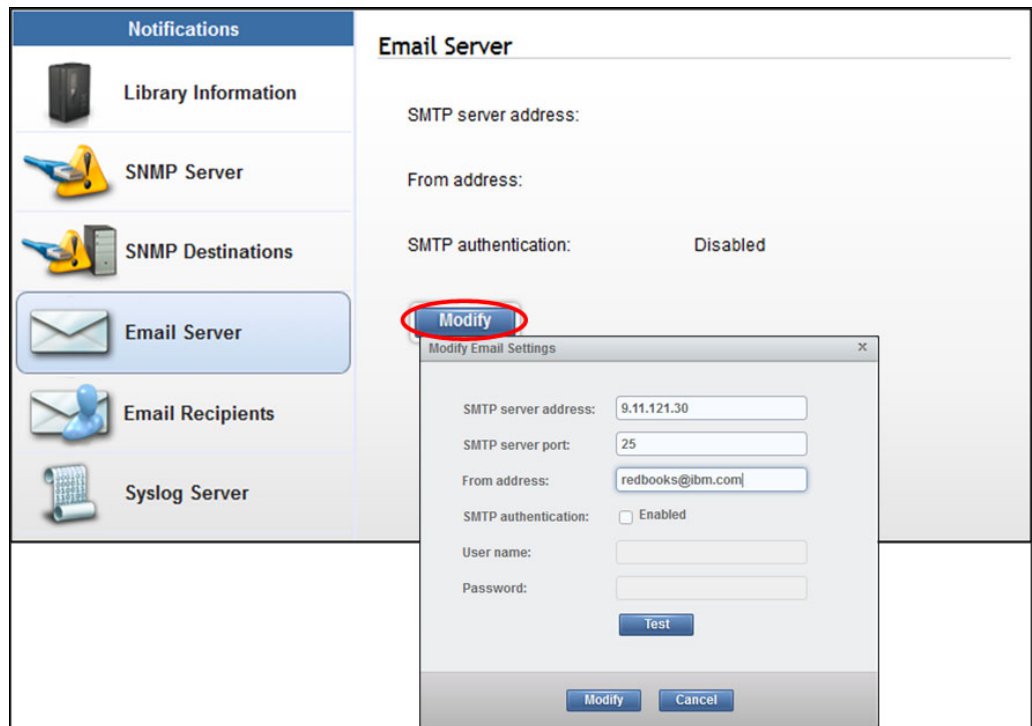 Notifications
Library Information
SNMP Server
SNMP Destinations
Email Server
Email Recipients
Syslog Server
Email Server
SMTP server address:
From address:
SMTP authentication: Disabled
Modify
Modify Email Settings x
SMTP server address: 9.11.121.30
SMTP server port: 25
From address: redbooks@ibm.com
SMTP authentication: Enabled
User name:
Password:
Test
Modify Cancel